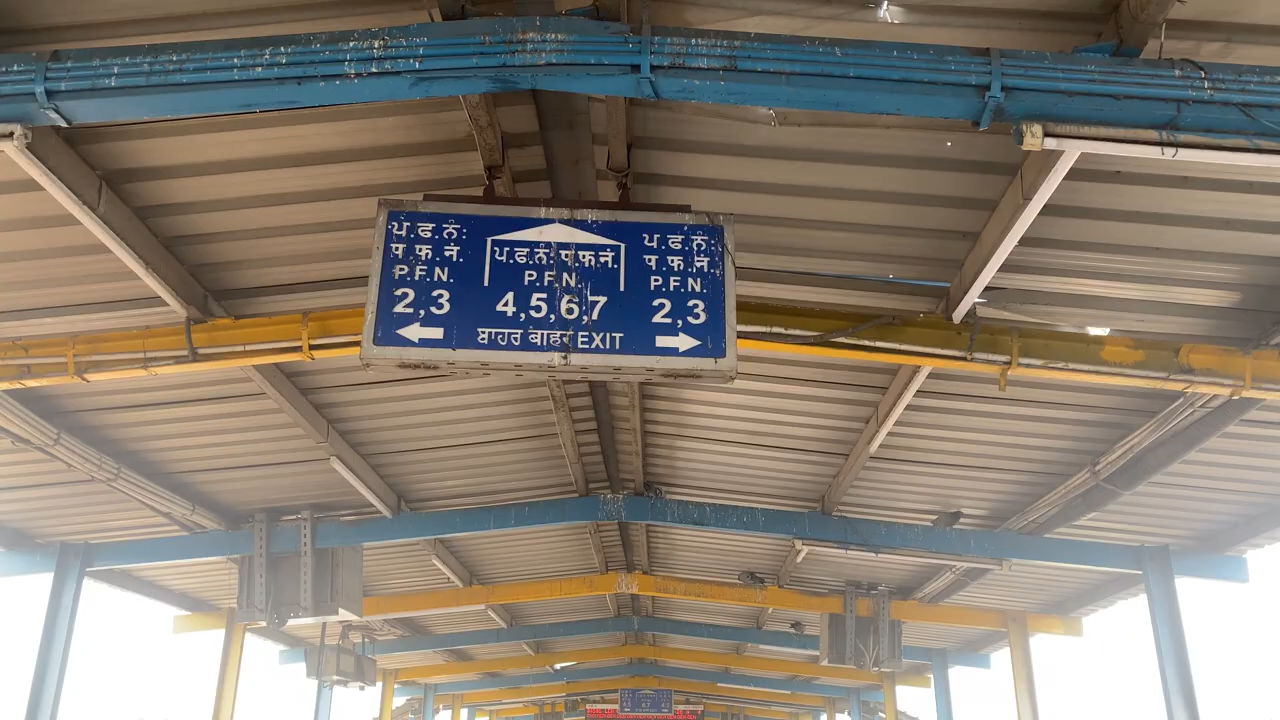 ਪ.ਫ.ਨੰ:
प.फ.नं.
P.F.N.
2,3
ਪ.ਫ.ਨੰ: प.फ.नं.
P.F.N.
4,5,6,7
ਬਾਹਰ बाहर EXIT
ਪ.ਫ.ਨੰ:
प.फ.नं.
P.F.N.
2,3